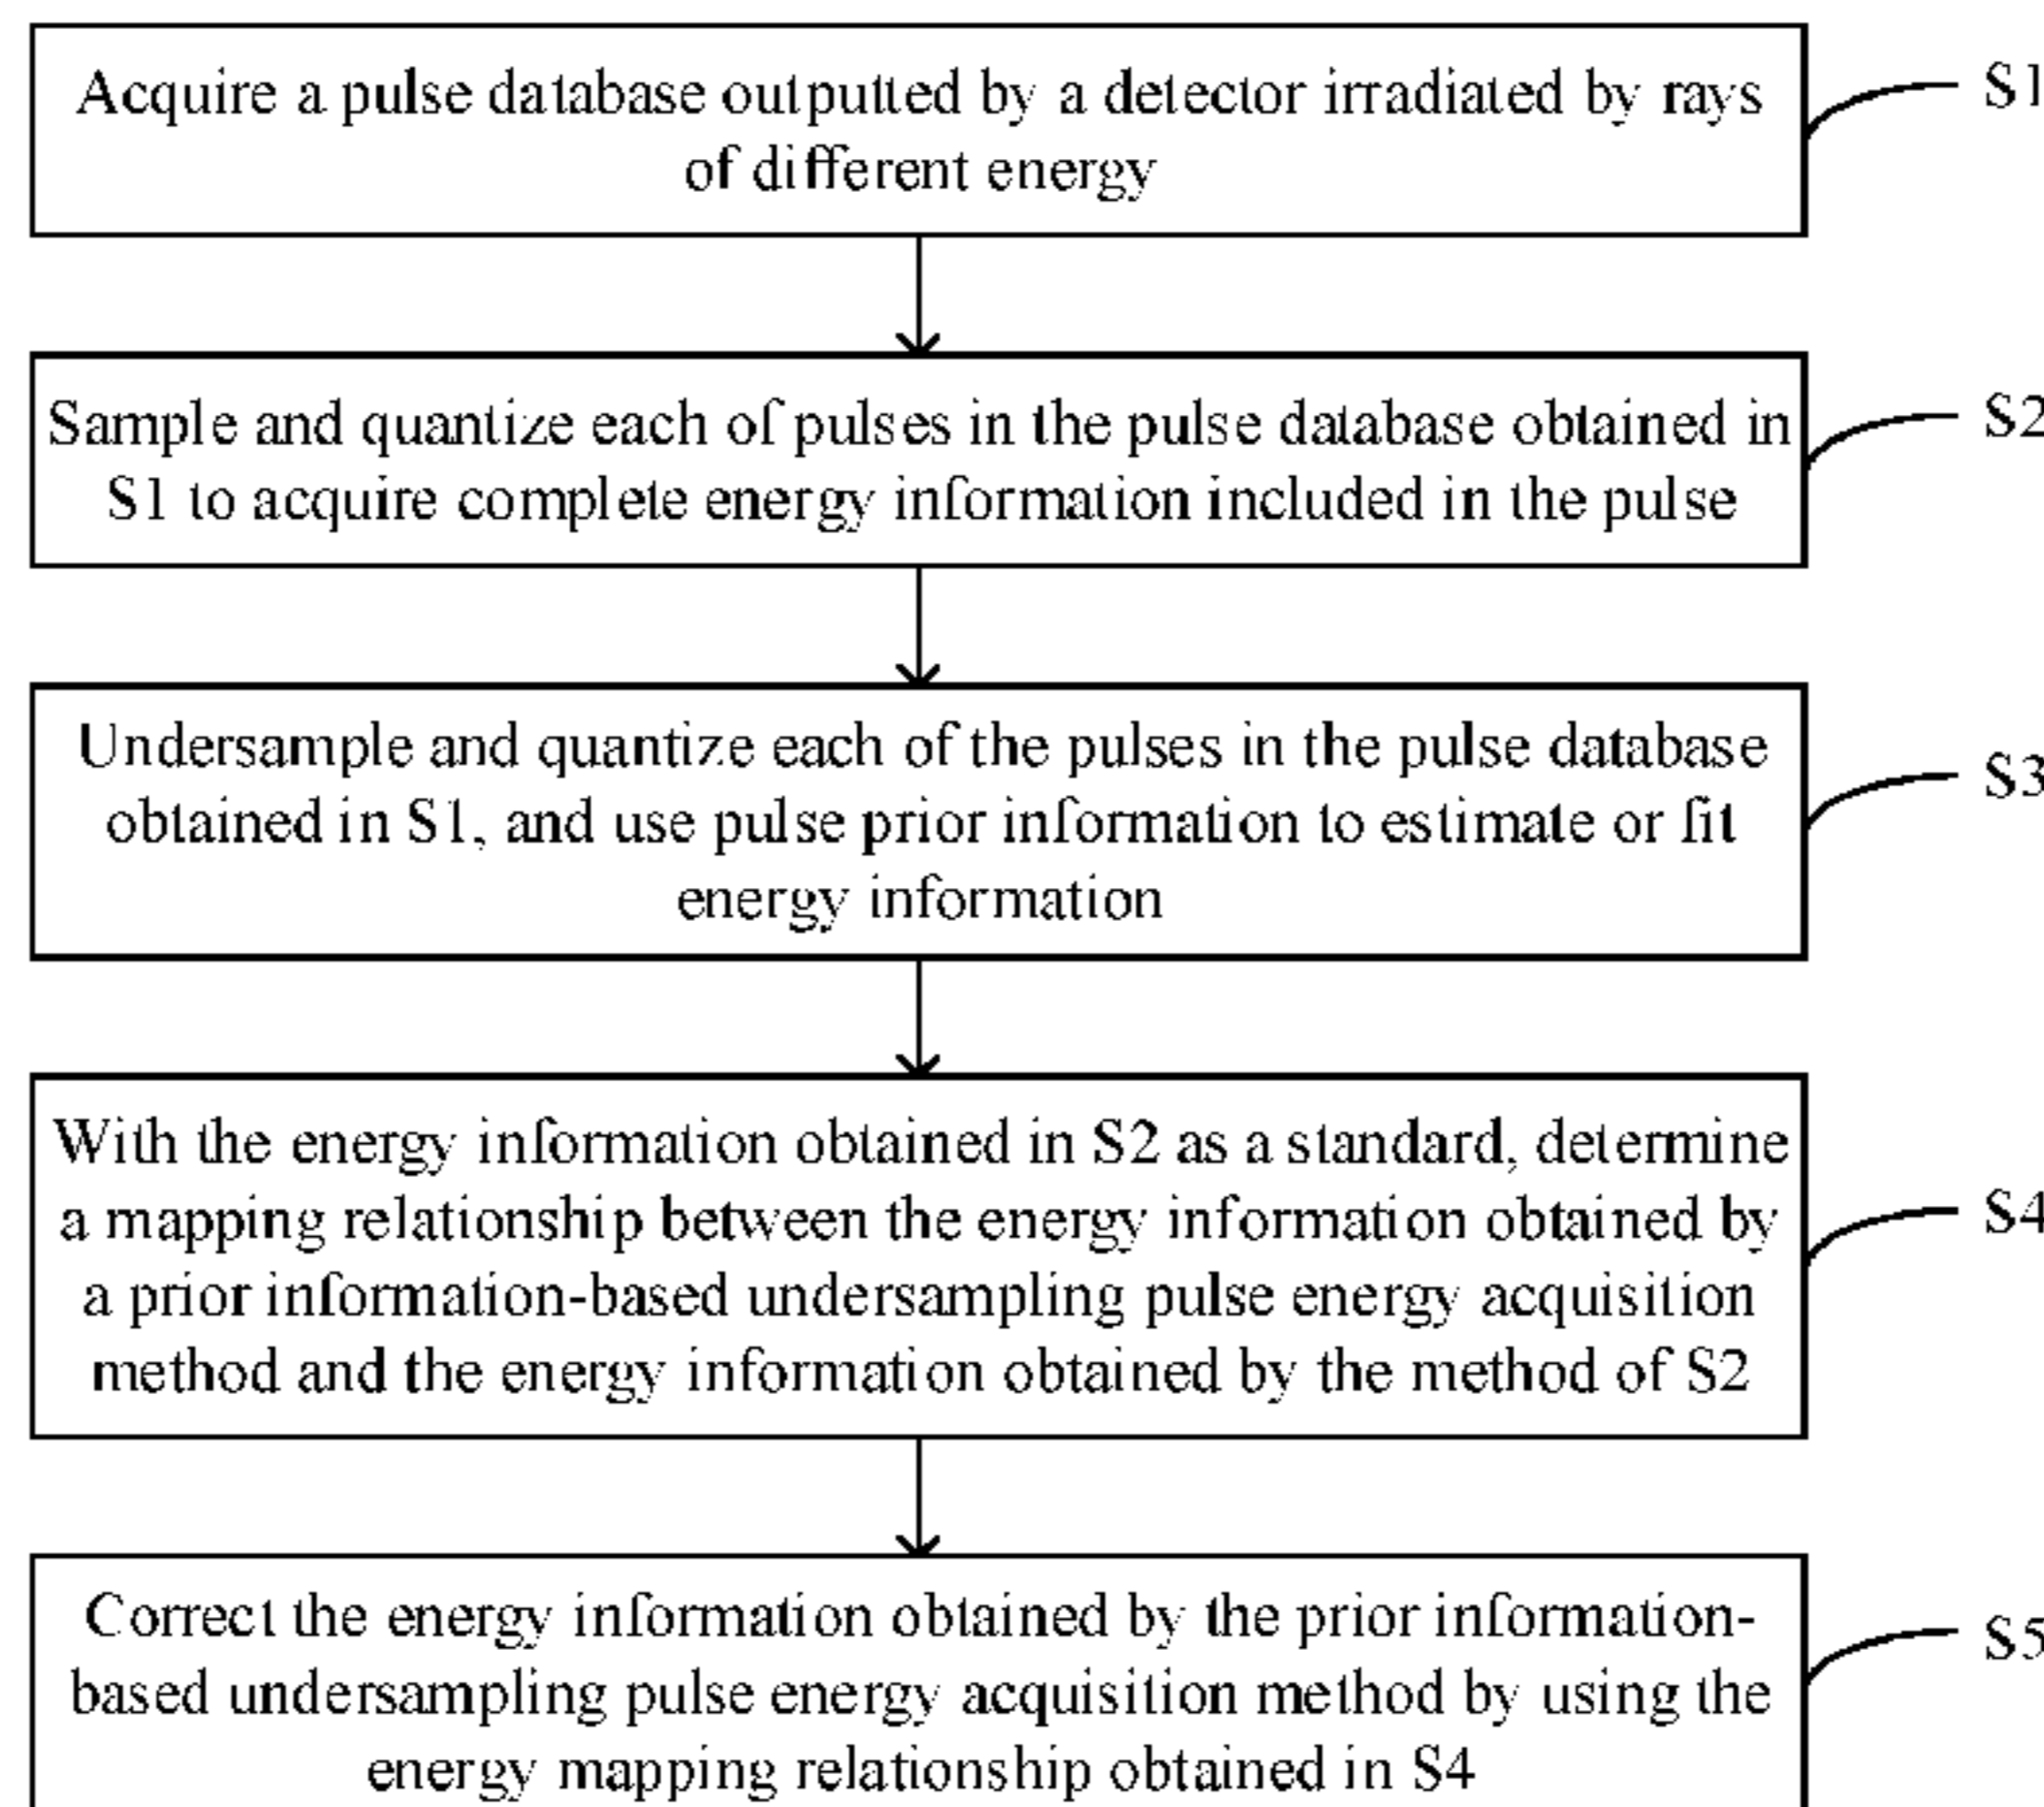 Acquire a pulse database outputted by a detector irradiated by rays
of different energy
S1
Sample and quantize each of pulses in the pulse database obtained in
S1 to acquire complete energy information included in the pulse
S2
Undersample and quantize each of the pulses in the pulse database
obtained in S1, and use pulse prior information to estimate or fit
energy information
S3
With the energy information obtained in S2 as a standard, determine
a mapping relationship between the energy information obtained by
a prior information-based undersampling pulse energy acquisition
method and the energy information obtained by the method of S2
S4
Correct the energy information obtained by the prior information-
based undersampling pulse energy acquisition method by using the
energy mapping relationship obtained in S4
S5